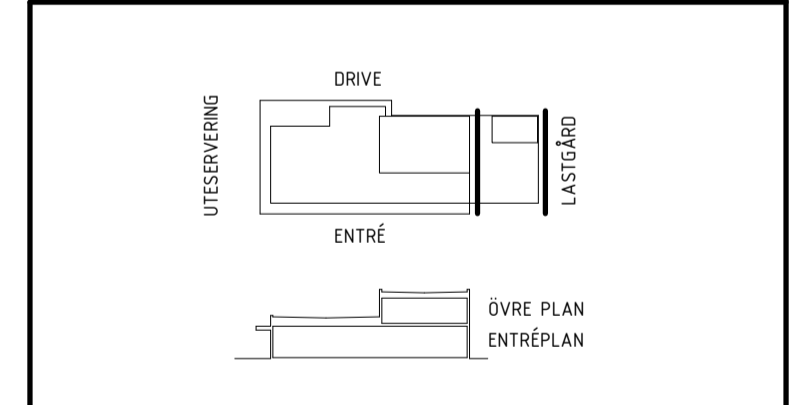 DRIVE
UTESERVERING
LASTGÅRD
ENTRÉ
ÖVRE PLAN
ENTRÉPLAN